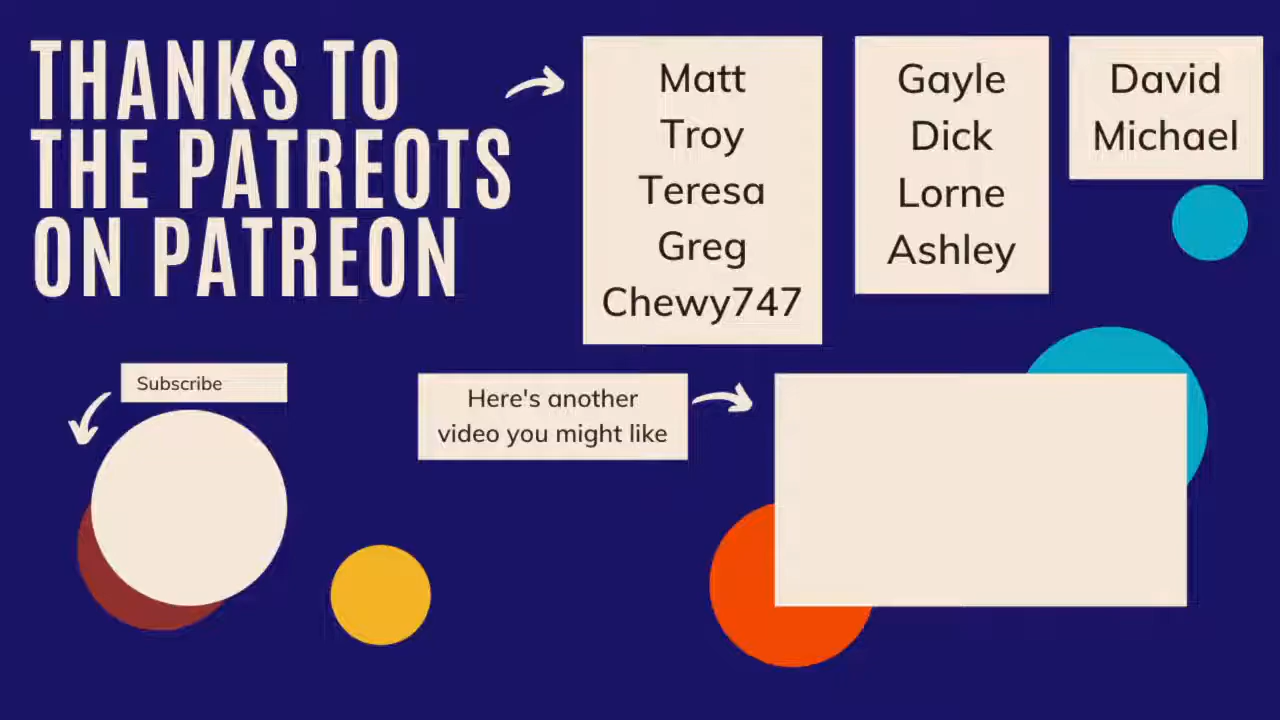 THANKS TO
THE PATREOTS
ON PATREON
Matt
Troy
Teresa
Greg
Chewy747
Gayle
Dick
Lorne
Ashley
David
Michael
Subscribe
Here's another
video you might like